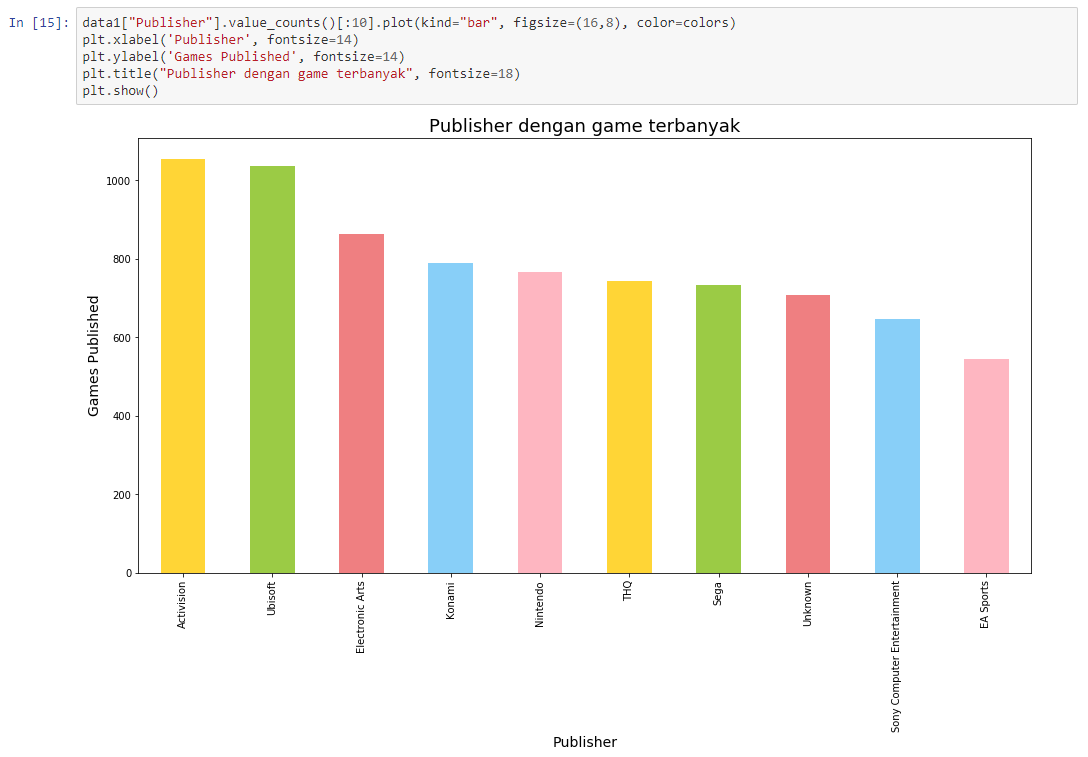 In [15]:
data1["Publisher"].value_counts()[:10].plot(kind="bar", figsize=(16,8), color=colors)
plt.xlabel('Publisher', fontsize=14)
plt.ylabel('Games Published', fontsize=14)
plt.title("Publisher dengan game terbanyak", fontsize=18)
plt.show()
Publisher dengan game terbanyak
Games Published
1000
800
600
400
200
0
Activision
Ubisoft
Electronic Arts
Konami
Nintendo
THQ
Sega
Unknown
Sony Computer Entertainment
EA Sports
Publisher